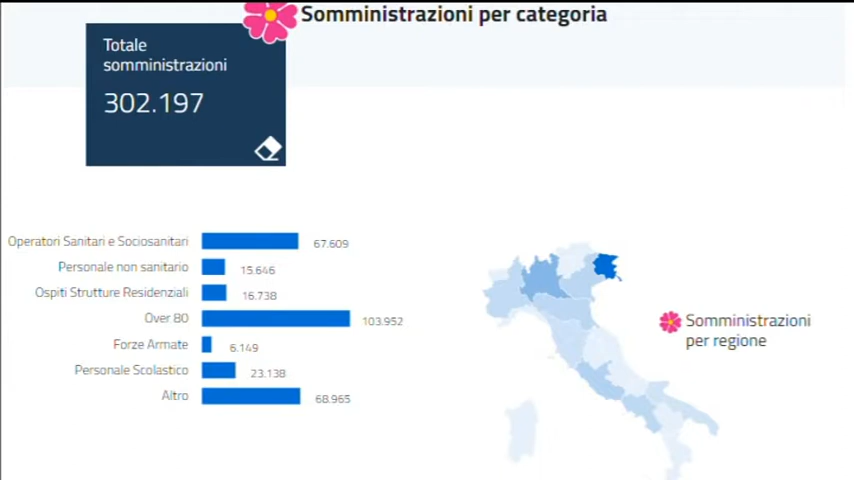 Somministrazioni per categoria
Totale
somministrazioni
302.197
Operatori Sanitari e Sociosanitari 67.609
Personale non sanitario 15.646
Ospiti Strutture Residenziali 16.738
Over 80 103.952
Forze Armate 6.149
Personale Scolastico 23.138
Altro 68.965
Somministrazioni
per regione